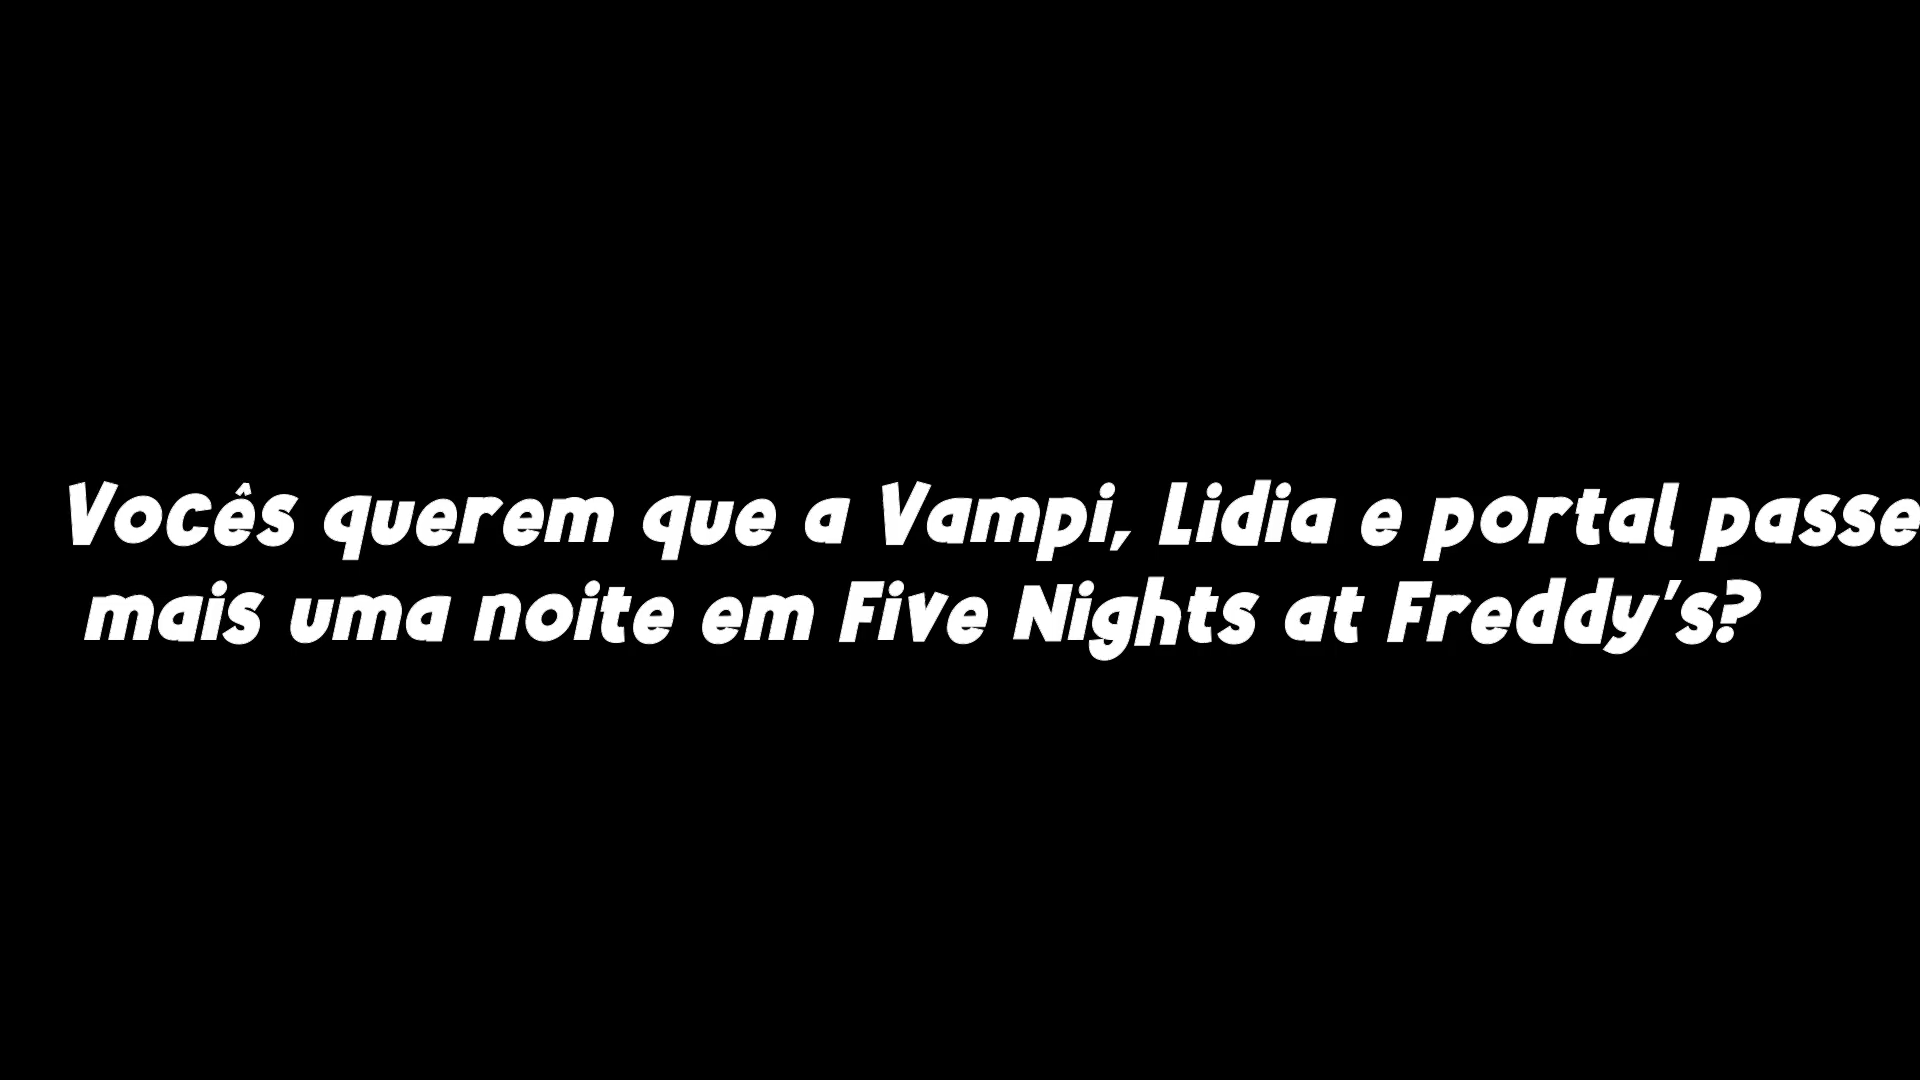 Vocês querem que a Vampi, Lidia e portal passe
mais uma noite em Five Nights at Freddy's?